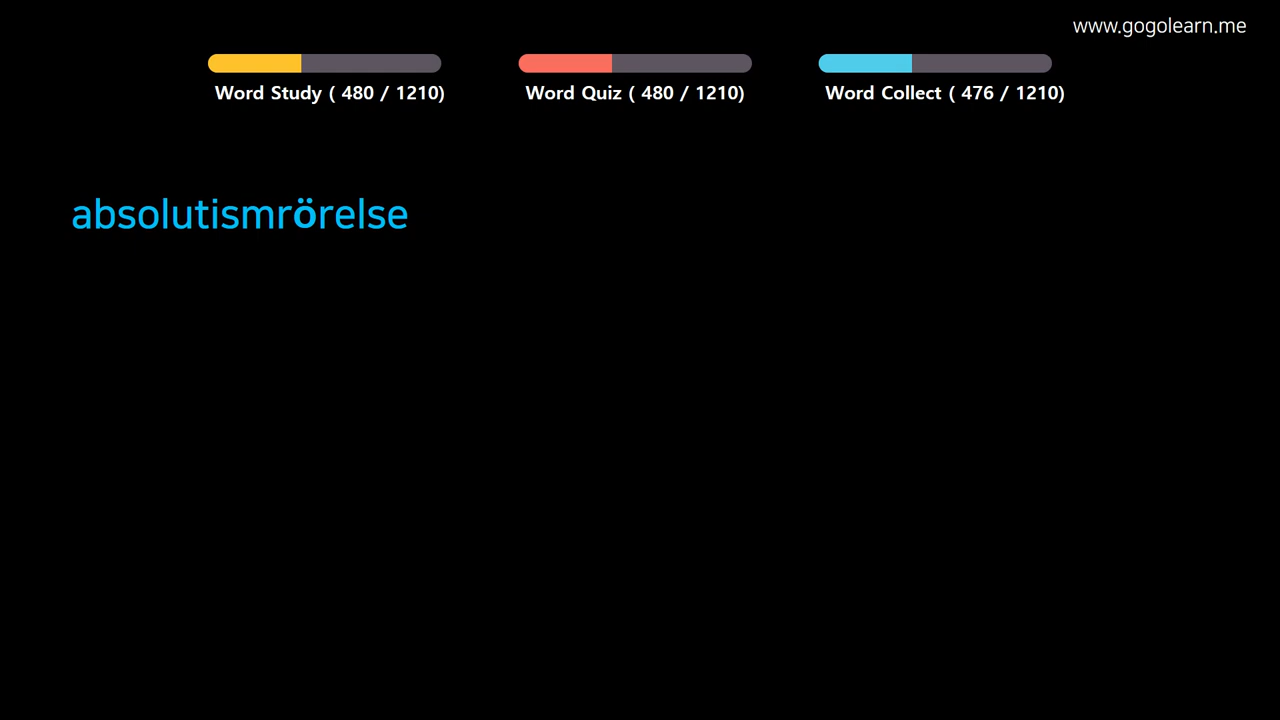 www.gogolearn.me
Word Study ( 480 / 1210)
Word Quiz ( 480 / 1210)
Word Collect ( 476 / 1210)
absolutismrörelse